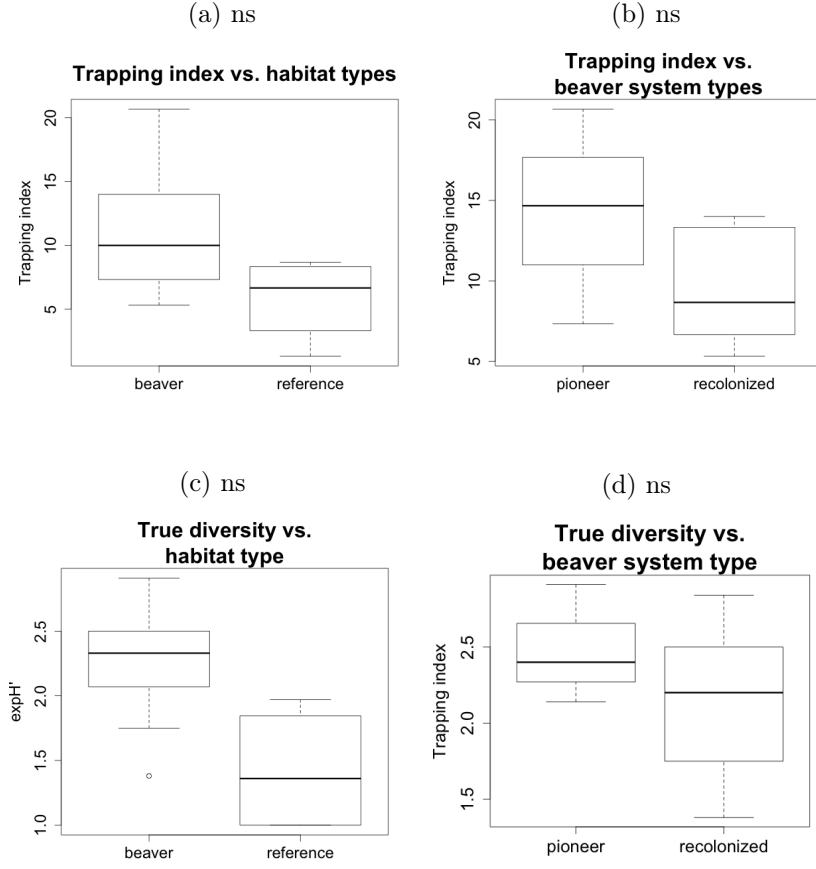 (a) ns
Trapping index vs. habitat types
Trapping index
20
15
10
5
beaver reference
(b) ns
Trapping index vs.
beaver system types
Trapping index
20
15
10
5
pioneer recolonized
(c) ns
True diversity vs.
habitat type
expH'
2.5
2.0
1.5
1.0
beaver reference
(d) ns
True diversity vs.
beaver system type
Trapping index
2.5
2.0
1.5
pioneer recolonized